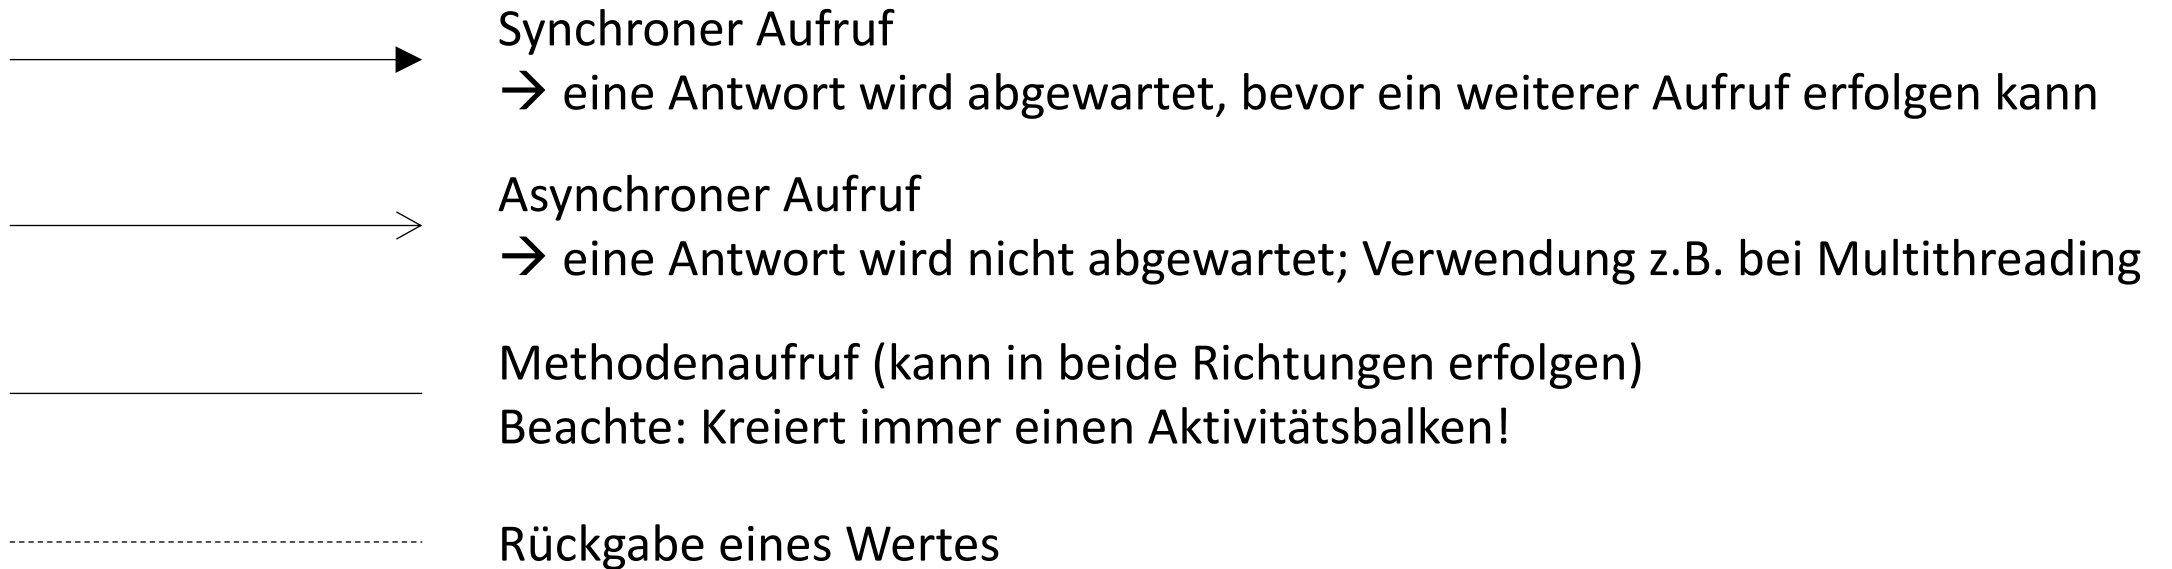 Synchroner Aufruf
→ eine Antwort wird abgewartet, bevor ein weiterer Aufruf erfolgen kann
Asynchroner Aufruf
→ eine Antwort wird nicht abgewartet; Verwendung z.B. bei Multithreading
Methodenaufruf (kann in beide Richtungen erfolgen)
Beachte: Kreiert immer einen Aktivitätsbalken!
Rückgabe eines Wertes